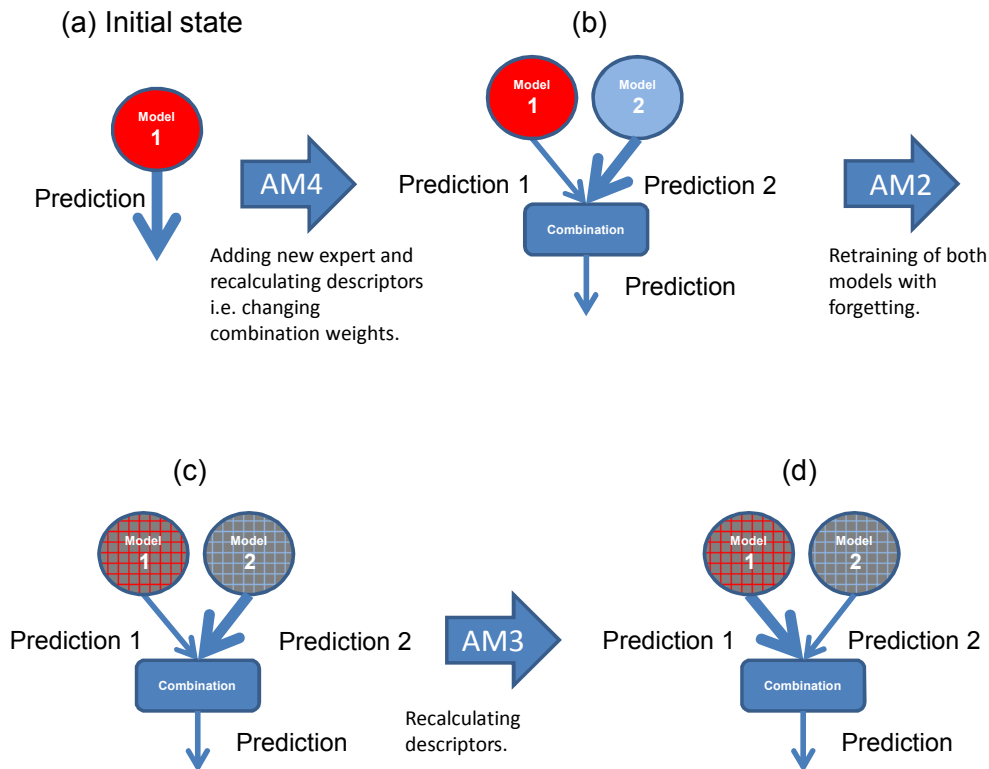 (a) Initial state
(b)
Model
1
Model
1
Model
2
Prediction
AM4
Prediction 1
Prediction 2
AM2
Combination
Adding new expert and
recalculating descriptors
i.e. changing
combination weights.
Prediction
Retraining of both
models with
forgetting.
(c)
(d)
Model
1
Model
2
Model
1
Model
2
Prediction 1
Prediction 2
AM3
Prediction 1
Prediction 2
Combination
Combination
Recalculating
descriptors.
Prediction
Prediction